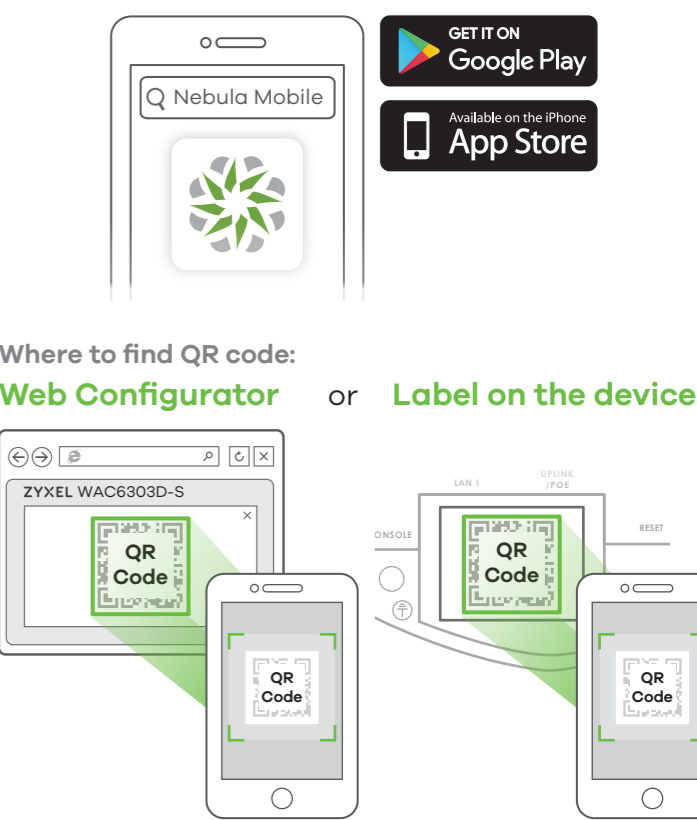 Nebula Mobile
GET IT ON
Google Play
Available on the iPhone
App Store
Where to find QR code:
Web Configurator or Label on the device
ZYXEL WAC6303D-S
QR
Code
QR
Code
LAN 1
UPLINK
/POE
ONSOLE
RESET
QR
Code
QR
Code